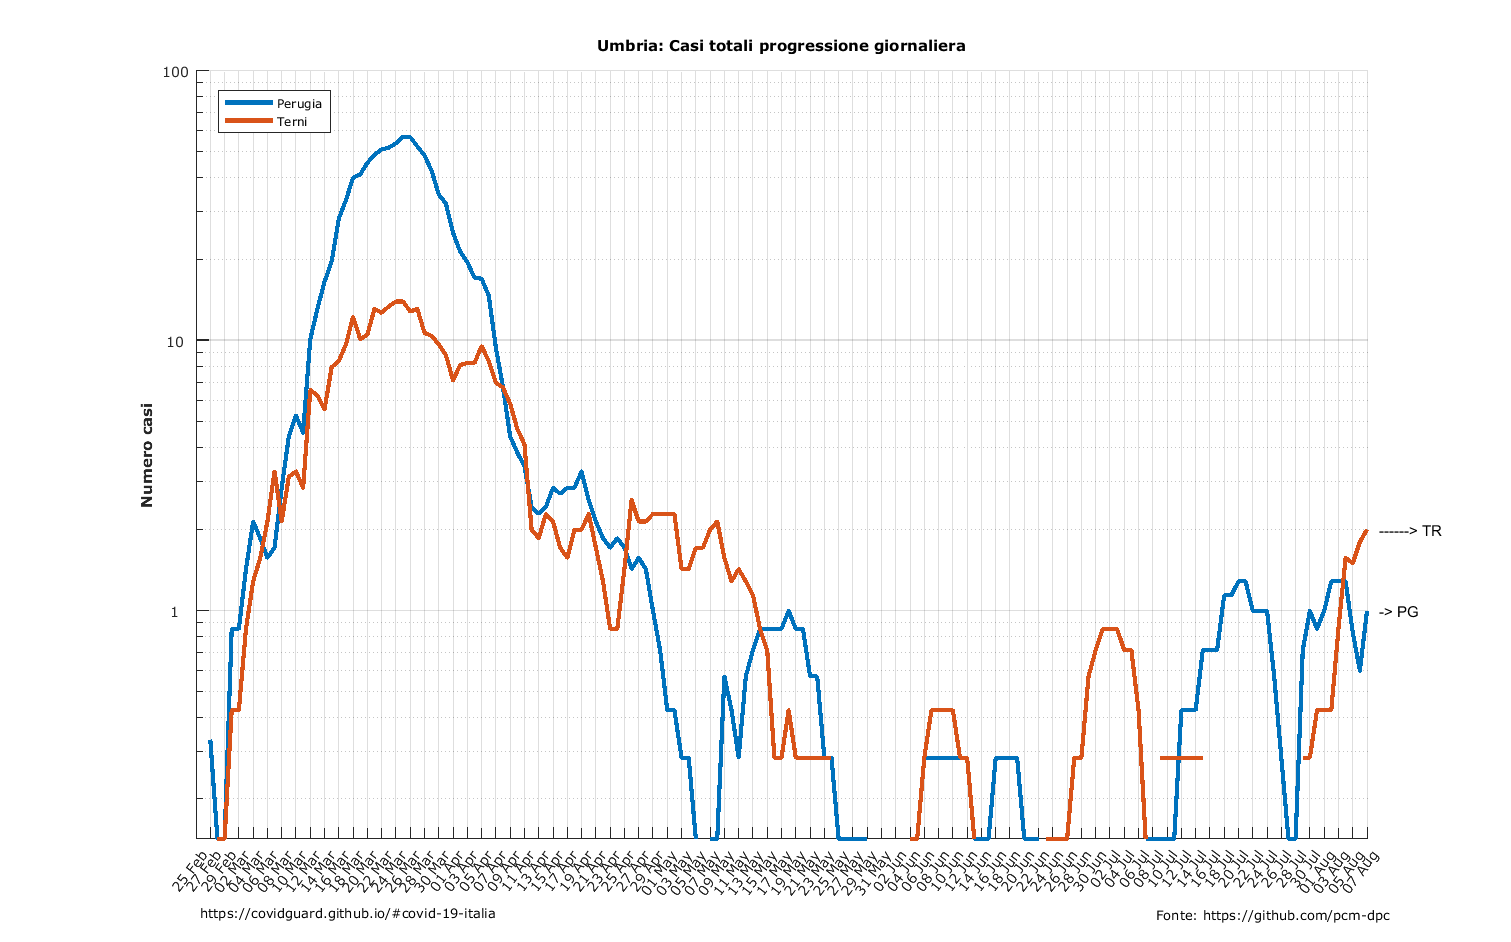 Umbria: Casi totali progressione giornaliera
100
10
1
Numero casi
Perugia
Terni
------> TR
-> PG
25 Feb
27 Feb
29 Feb
02 Mar
04 Mar
06 Mar
08 Mar
10 Mar
12 Mar
14 Mar
16 Mar
18 Mar
20 Mar
22 Mar
24 Mar
26 Mar
28 Mar
30 Mar
01 Apr
03 Apr
05 Apr
07 Apr
09 Apr
11 Apr
13 Apr
15 Apr
17 Apr
19 Apr
21 Apr
23 Apr
25 Apr
27 Apr
29 Apr
01 May
03 May
05 May
07 May
09 May
11 May
13 May
15 May
17 May
19 May
21 May
23 May
25 May
27 May
29 May
31 May
02 Jun
04 Jun
06 Jun
08 Jun
10 Jun
12 Jun
14 Jun
16 Jun
18 Jun
20 Jun
22 Jun
24 Jun
26 Jun
28 Jun
30 Jun
02 Jul
04 Jul
06 Jul
08 Jul
10 Jul
12 Jul
14 Jul
16 Jul
18 Jul
20 Jul
22 Jul
24 Jul
26 Jul
28 Jul
30 Jul
01 Aug
03 Aug
05 Aug
07 Aug
https://covidguard.github.io/#covid-19-italia
Fonte: https://github.com/pcm-dpc